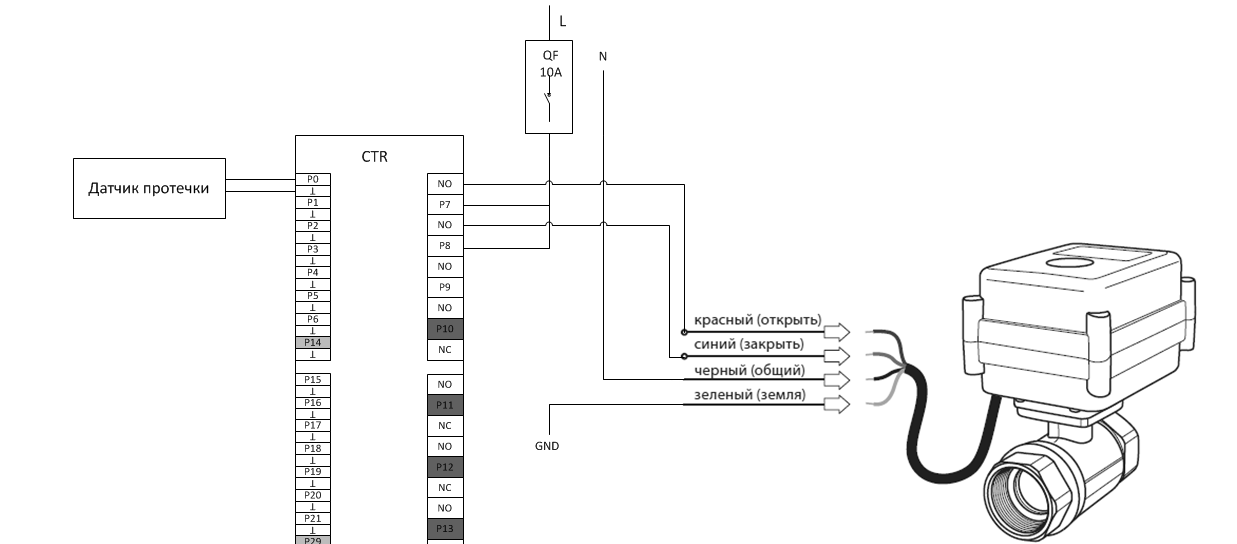 L
QF
10A
N
CTR
Датчик протечки
P0
⊥
P1
⊥
P2
⊥
P3
⊥
P4
⊥
P5
⊥
P6
⊥
P14
⊥
P15
⊥
P16
⊥
P17
⊥
P18
⊥
P19
⊥
P20
⊥
P21
⊥
P29
NO
P7
NO
P8
NO
P9
NO
P10
NC
NO
P11
NC
NO
P12
NC
NO
P13
красный (открыть)
синий (закрыть)
черный (общий)
зеленый (земля)
GND